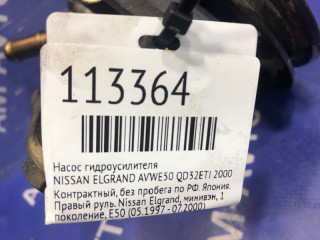 113364
Насос гидроусилителя
NISSAN ELGRAND AVWE50 QD32ETI 2000
Контрактный, без пробега по РФ. Япония.
Правый руль. Nissan Elgrand, минивэн, 1
поколение, E50 (05.1997 - 07.2000)